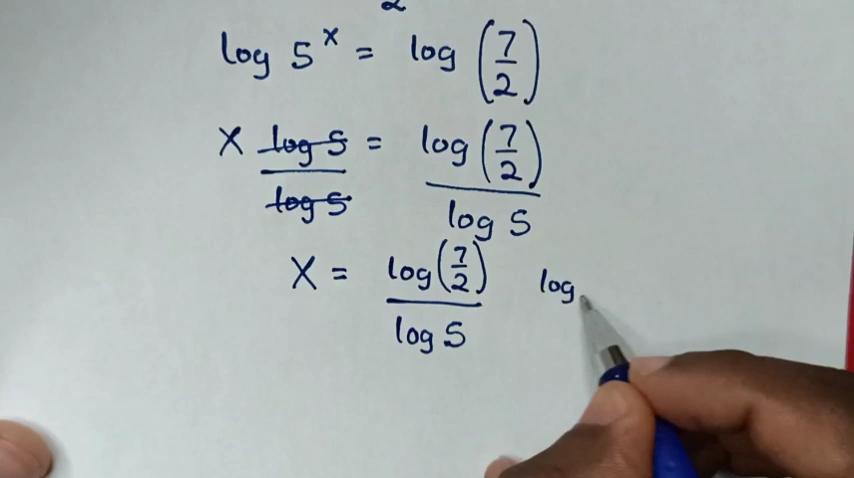 2
log 5^x = log (7/2)
x log 5 / log 5 = log (7/2) / log 5
x = log (7/2) / log 5 log